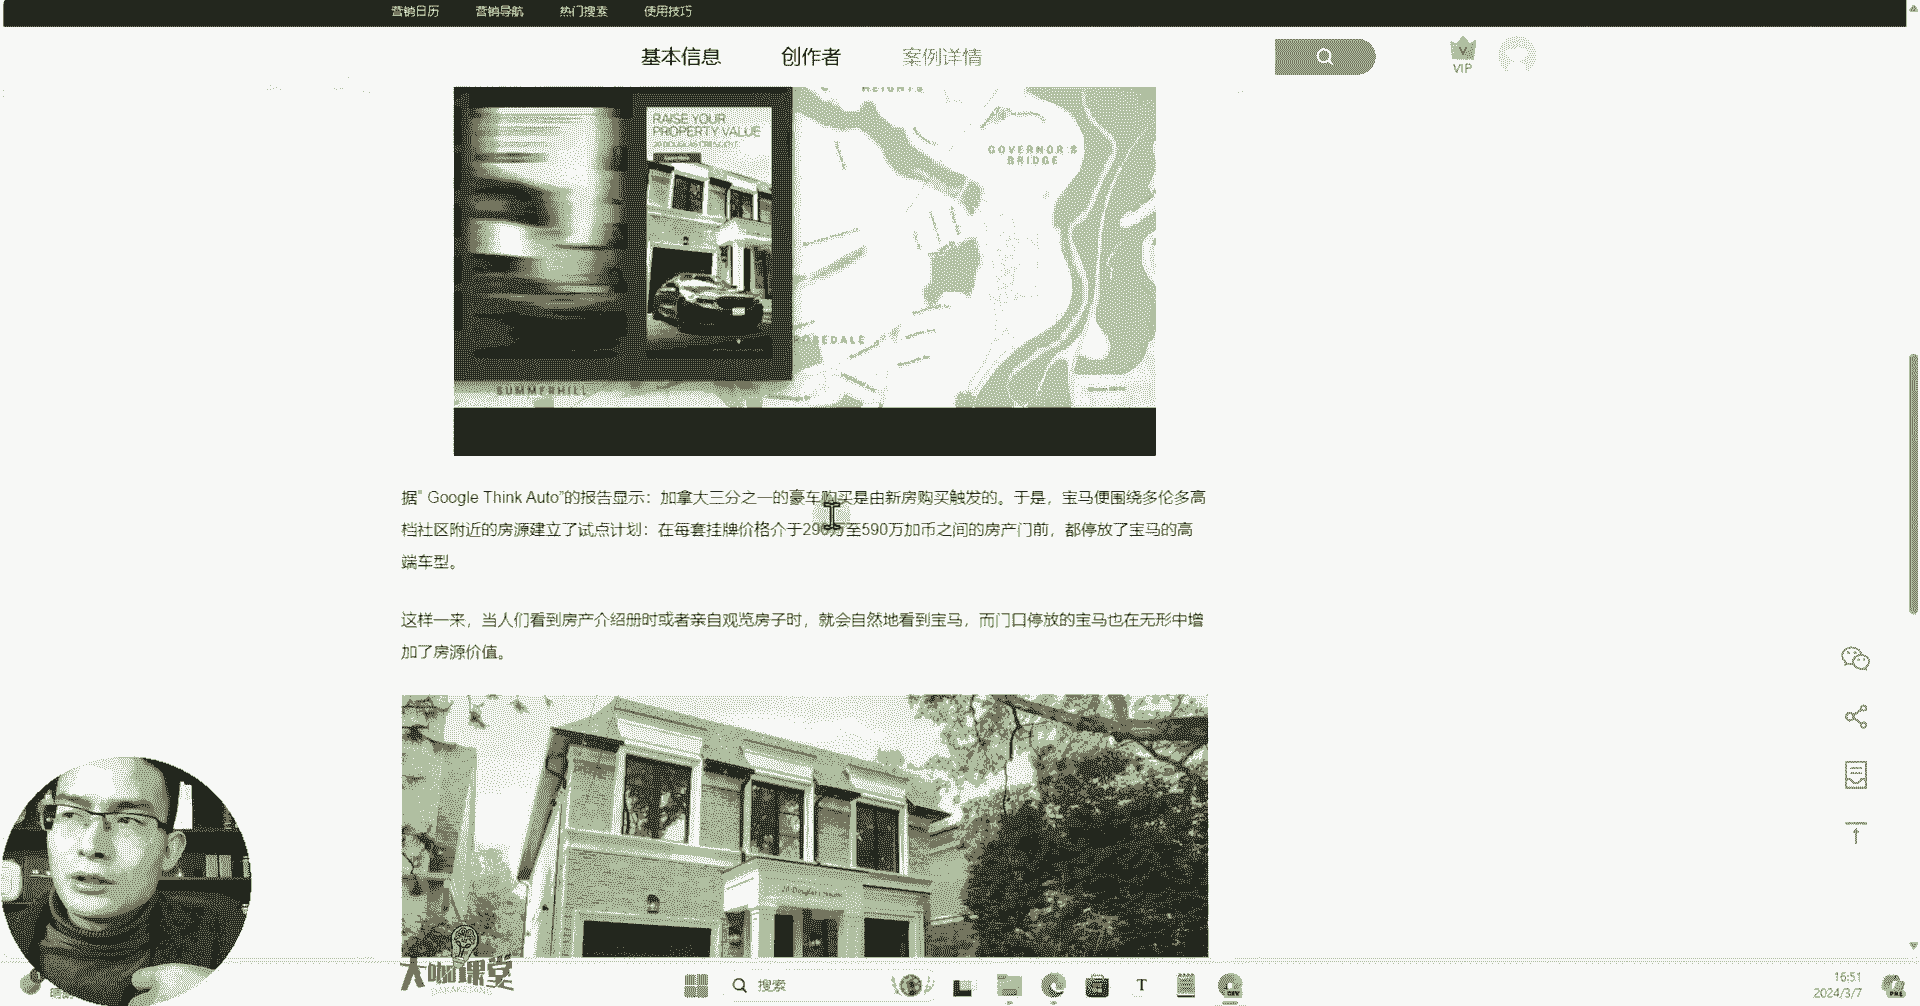 营销日历 营销导航 热门搜索 使用技巧
基本信息 创作者 案例详情
VIP
HEIGHTS
RAISE YOUR
PROPERTY VALUE
GOVERNOR'S
BRIDGE
ROSEDALE
SUMMERHILL
据“ Google Think Auto”的报告显示：加拿大三分之一的豪车购买是由新房购买触发的。于是，宝马便围绕多伦多高
档社区附近的房源建立了试点计划：在每套挂牌价格介于290万至590万加币之间的房产门前，都停放了宝马的高
端车型。
这样一来，当人们看到房产介绍册时或者亲自观览房子时，就会自然地看到宝马，而门口停放的宝马也在无形中增
加了房源价值。
大咖课堂
搜索
16:51
2024/3/7